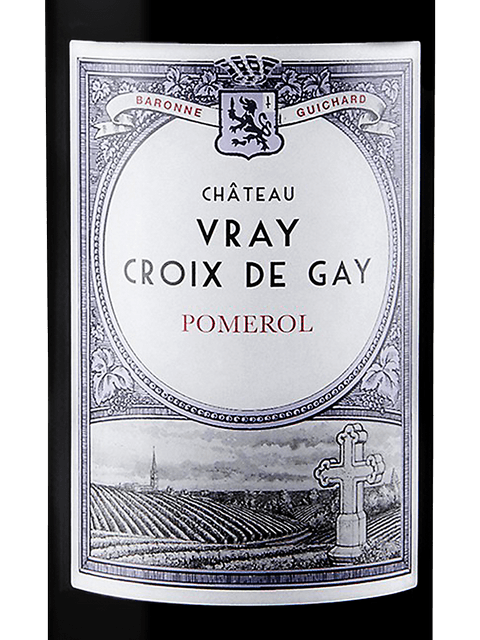 BARONNE GUICHARD
CHÂTEAU
VRAY
CROIX DE GAY
POMEROL